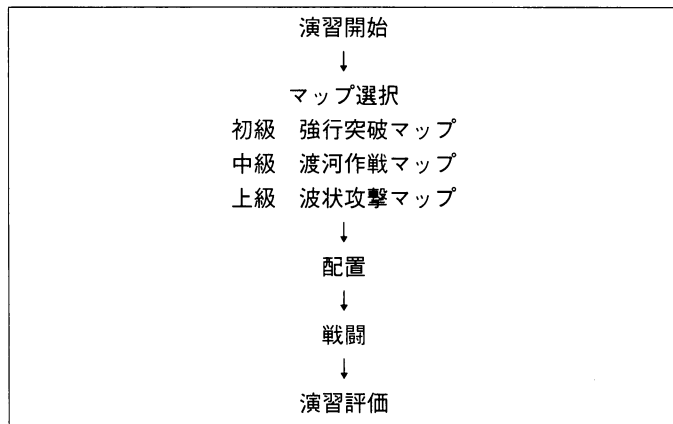 演習開始
↓
マップ選択
初級　強行突破マップ
中級　渡河作戦マップ
上級　波状攻撃マップ
↓
配置
↓
戦闘
↓
演習評価